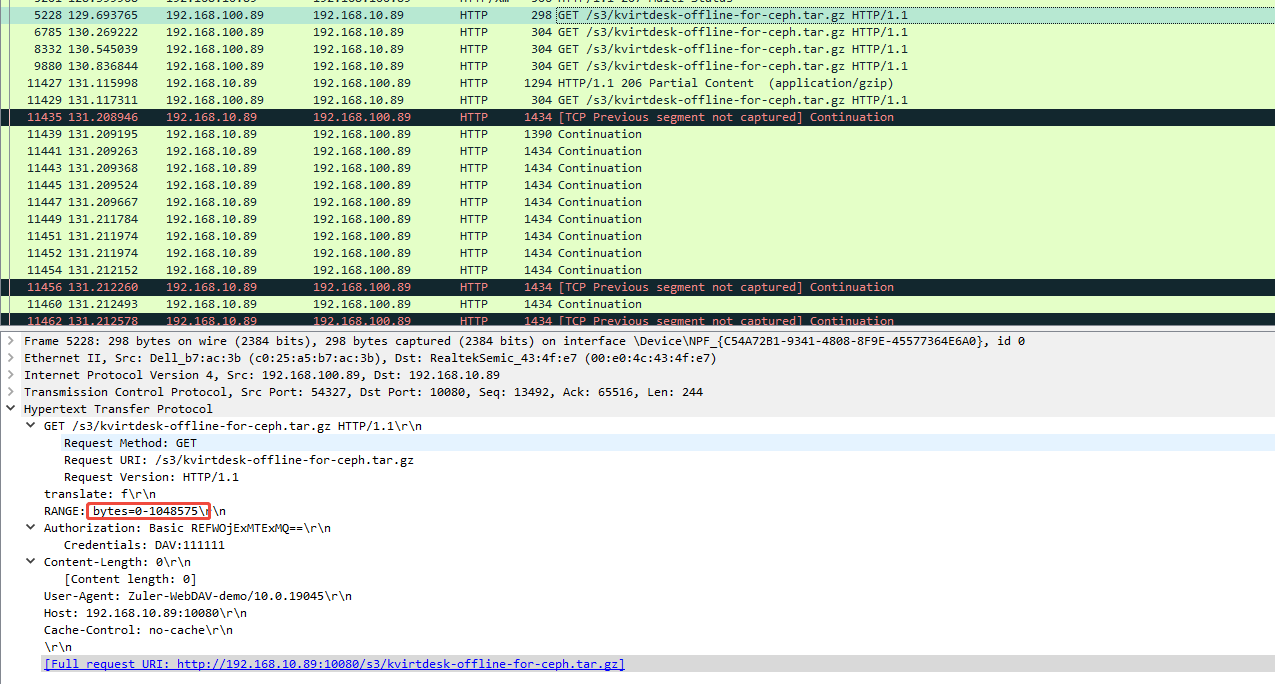 5228 129.693765 192.168.100.89 192.168.10.89 HTTP 298 GET /s3/kvirtdesk-offline-for-ceph.tar.gz HTTP/1.1
6785 130.269222 192.168.100.89 192.168.10.89 HTTP 304 GET /s3/kvirtdesk-offline-for-ceph.tar.gz HTTP/1.1
8332 130.545039 192.168.100.89 192.168.10.89 HTTP 304 GET /s3/kvirtdesk-offline-for-ceph.tar.gz HTTP/1.1
9880 130.836844 192.168.100.89 192.168.10.89 HTTP 304 GET /s3/kvirtdesk-offline-for-ceph.tar.gz HTTP/1.1
11427 131.115998 192.168.10.89 192.168.100.89 HTTP 1294 HTTP/1.1 206 Partial Content (application/gzip)
11429 131.117311 192.168.100.89 192.168.10.89 HTTP 304 GET /s3/kvirtdesk-offline-for-ceph.tar.gz HTTP/1.1
11435 131.208946 192.168.10.89 192.168.100.89 HTTP 1434 [TCP Previous segment not captured] Continuation
11439 131.209195 192.168.10.89 192.168.100.89 HTTP 1390 Continuation
11441 131.209263 192.168.10.89 192.168.100.89 HTTP 1434 Continuation
11443 131.209368 192.168.10.89 192.168.100.89 HTTP 1434 Continuation
11445 131.209524 192.168.10.89 192.168.100.89 HTTP 1434 Continuation
11447 131.209667 192.168.10.89 192.168.100.89 HTTP 1434 Continuation
11449 131.211784 192.168.10.89 192.168.100.89 HTTP 1434 Continuation
11451 131.211974 192.168.10.89 192.168.100.89 HTTP 1434 Continuation
11452 131.211974 192.168.10.89 192.168.100.89 HTTP 1434 Continuation
11454 131.212152 192.168.10.89 192.168.100.89 HTTP 1434 Continuation
11456 131.212260 192.168.10.89 192.168.100.89 HTTP 1434 [TCP Previous segment not captured] Continuation
11460 131.212493 192.168.10.89 192.168.100.89 HTTP 1434 Continuation
11462 131.212578 192.168.10.89 192.168.100.89 HTTP 1434 [TCP Previous segment not captured] Continuation
Frame 5228: 298 bytes on wire (2384 bits), 298 bytes captured (2384 bits) on interface \Device\NPF_{C54A72B1-9341-4808-8F9E-45577364E6A0}, id 0
Ethernet II, Src: Dell_b7:ac:3b (c0:25:a5:b7:ac:3b), Dst: RealtekSemic_43:4f:e7 (00:e0:4c:43:4f:e7)
Internet Protocol Version 4, Src: 192.168.100.89, Dst: 192.168.10.89
Transmission Control Protocol, Src Port: 54327, Dst Port: 10080, Seq: 13492, Ack: 65516, Len: 244
Hypertext Transfer Protocol
GET /s3/kvirtdesk-offline-for-ceph.tar.gz HTTP/1.1\r\n
Request Method: GET
Request URI: /s3/kvirtdesk-offline-for-ceph.tar.gz
Request Version: HTTP/1.1
translate: f\r\n
RANGE: bytes=0-1048575\r\n
Authorization: Basic REFWOjExMTExMQ==\r\n
Credentials: DAV:111111
Content-Length: 0\r\n
[Content length: 0]
User-Agent: Zuler-WebDAV-demo/10.0.19045\r\n
Host: 192.168.10.89:10080\r\n
Cache-Control: no-cache\r\n
\r\n
[Full request URI: http://192.168.10.89:10080/s3/kvirtdesk-offline-for-ceph.tar.gz]